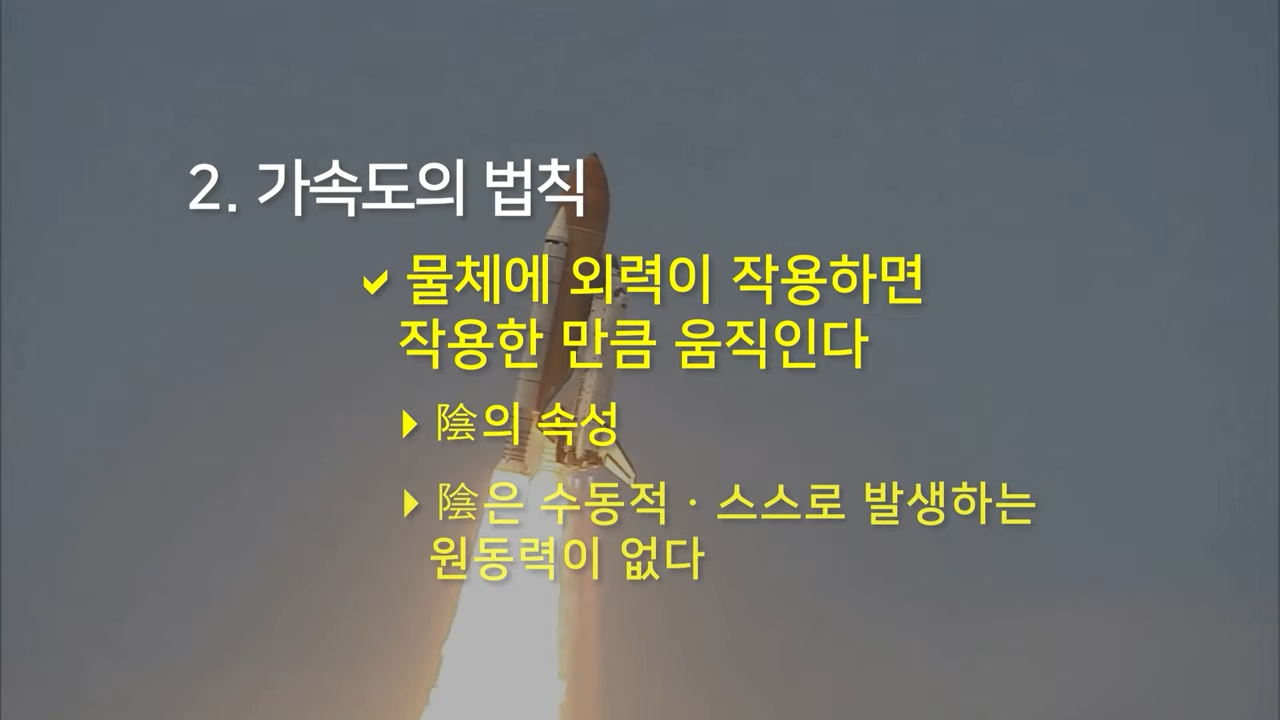 2. 가속도의 법칙
물체에 외력이 작용하면
작용한 만큼 움직인다
陰의 속성
陰은 수동적 · 스스로 발생하는
원동력이 없다